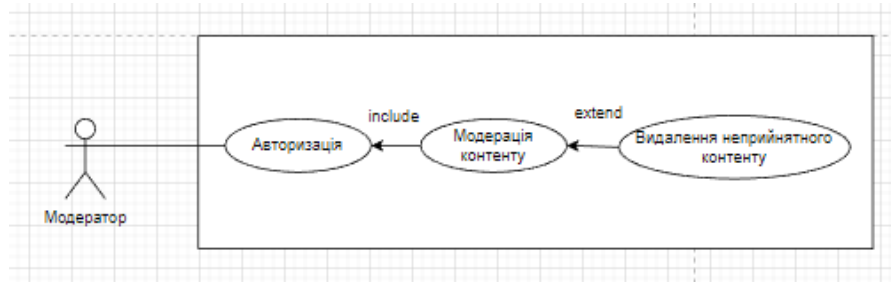 include
extend
Авторизація
Модерація
контенту
Видалення неприйнятного
контенту
Модератор